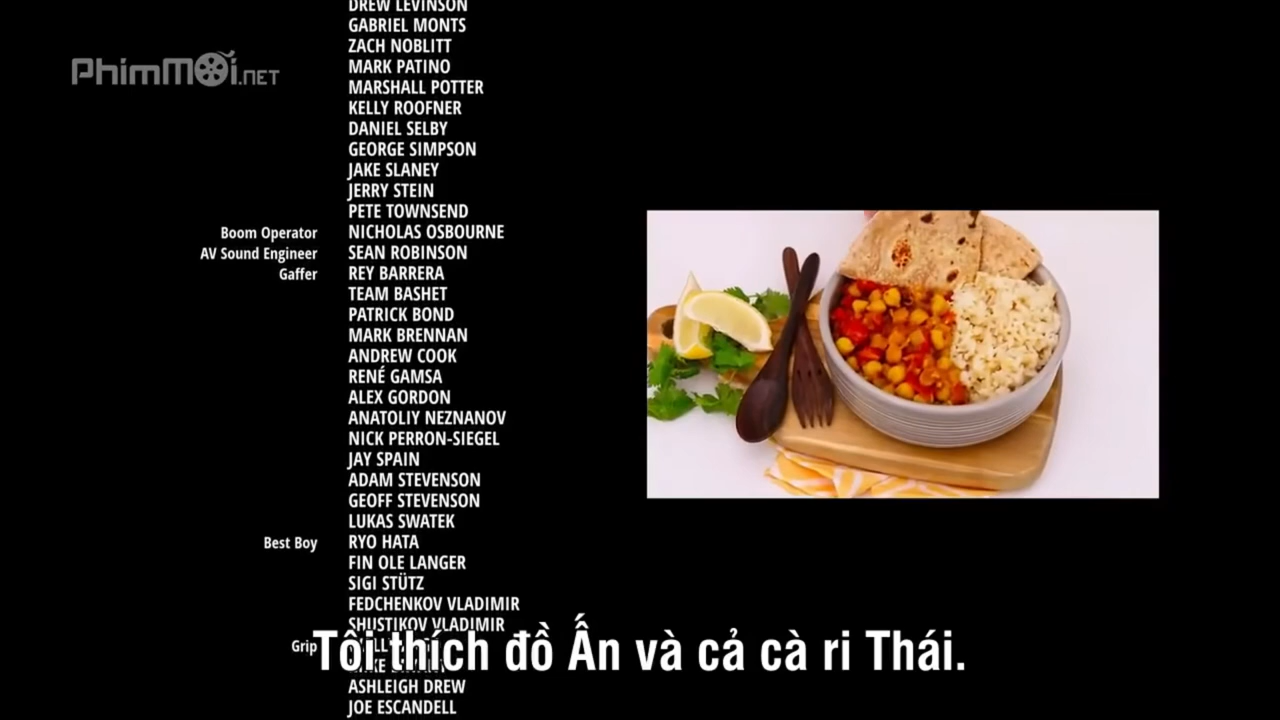 DREW LEVINSON
GABRIEL MONTS
PhimMỡi.NET
ZACH NOBLITT
MARK PATINO
MARSHALL POTTER
KELLY ROOFNER
DANIEL SELBY
GEORGE SIMPSON
JAKE SLANEY
JERRY STEIN
PETE TOWNSEND
Boom Operator NICHOLAS OSBOURNE
AV Sound Engineer SEAN ROBINSON
Gaffer REY BARRERA
TEAM BASHET
PATRICK BOND
MARK BRENNAN
ANDREW COOK
RENÉ GAMSA
ALEX GORDON
ANATOLIY NEZNANOV
NICK PERRON-SIEGEL
JAY SPAIN
ADAM STEVENSON
GEOFF STEVENSON
LUKAS SWATEK
Best Boy RYO HATA
FIN OLE LANGER
SIGI STÜTZ
FEDCHENKOV VLADIMIR
SHUSTIKOV VLADIMIR
Grip
Tôi thích đồ Ấn và cả cà ri Thái.
ASHLEIGH DREW
JOE ESCANDELL